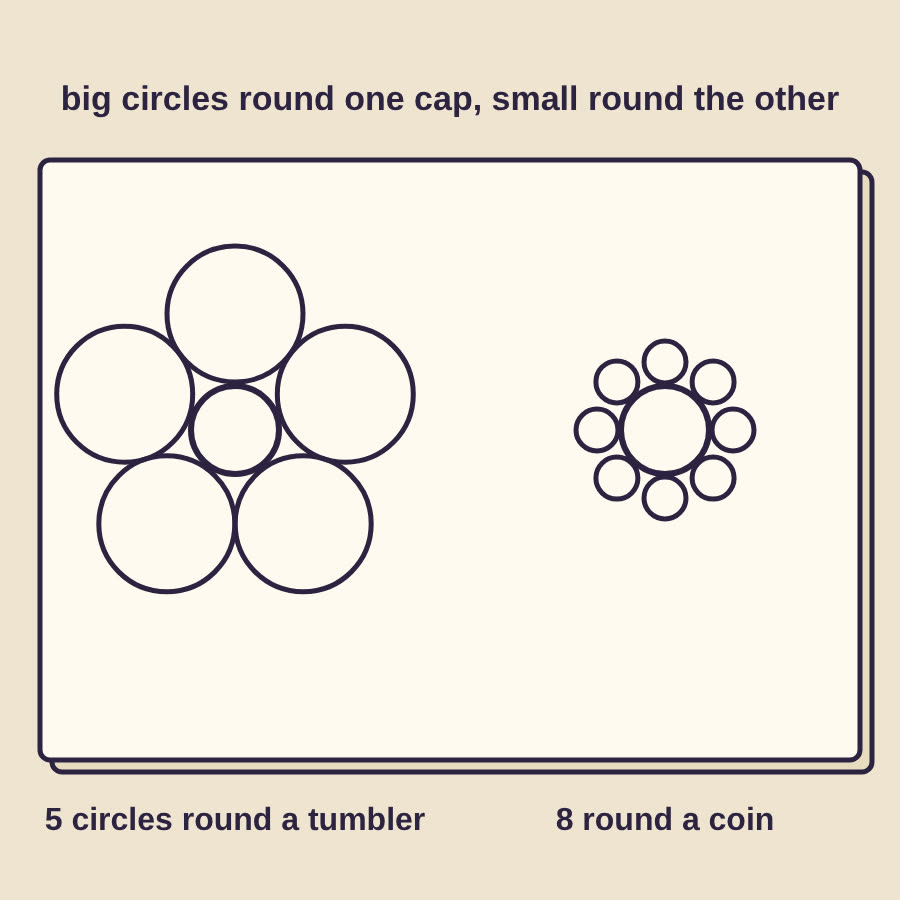 big circles round one cap, small round the other
5 circles round a tumbler
8 round a coin